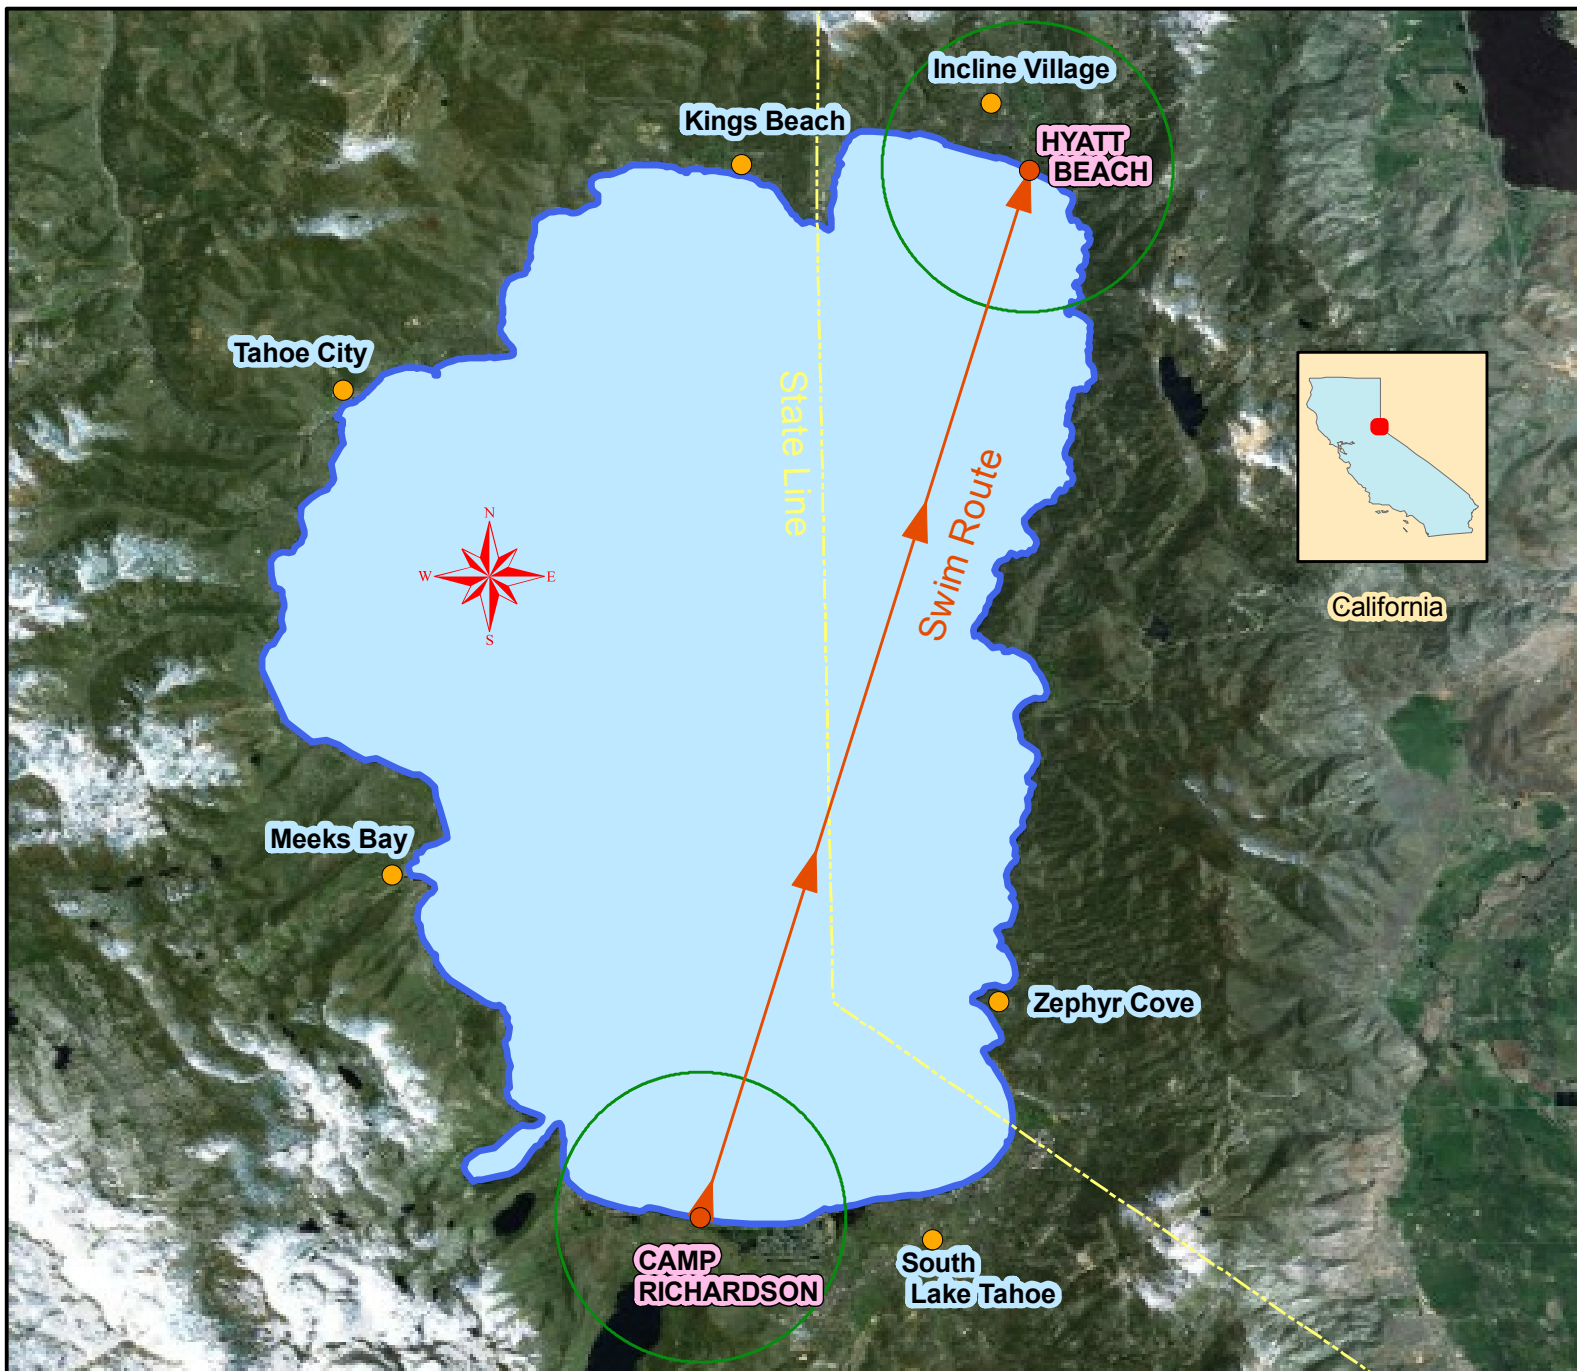 Incline Village
Kings Beach
HYATT
BEACH
Tahoe City
State Line
Swim Route
N
W
E
S
California
Meeks Bay
Zephyr Cove
CAMP
RICHARDSON
South
Lake Tahoe